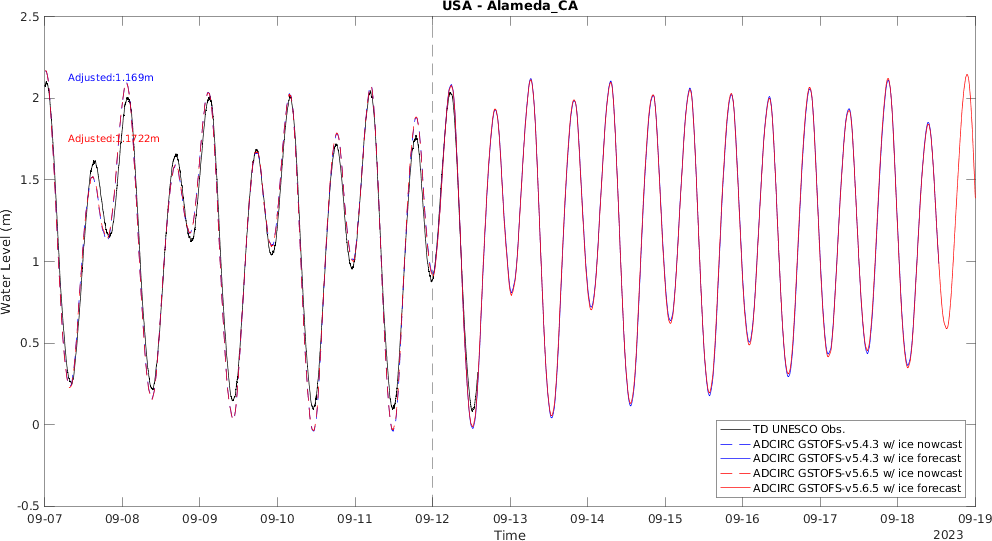 USA - Alameda_CA
2.5
2
1.5
1
0.5
0
-0.5
Water Level (m)
Adjusted:1.169m
Adjusted:1.1722m
TD UNESCO Obs.
ADCIRC GSTOFS-v5.4.3 w/ ice nowcast
ADCIRC GSTOFS-v5.4.3 w/ ice forecast
ADCIRC GSTOFS-v5.6.5 w/ ice nowcast
ADCIRC GSTOFS-v5.6.5 w/ ice forecast
09-07 09-08 09-09 09-10 09-11 09-12 09-13 09-14 09-15 09-16 09-17 09-18 09-19
Time
2023